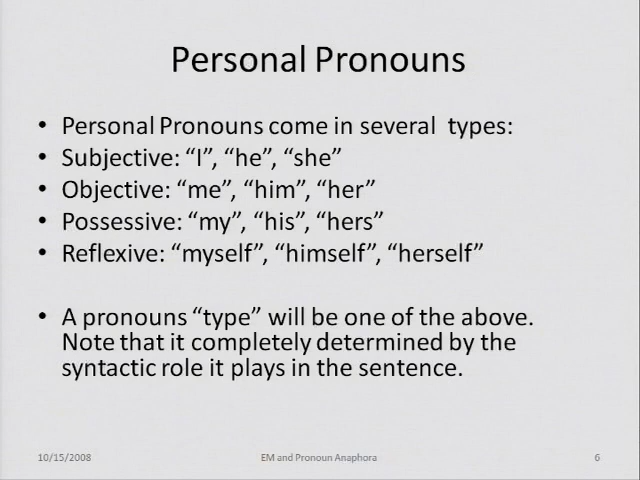 Personal Pronouns
• Personal Pronouns come in several types:
• Subjective: “I”, “he”, “she”
• Objective: “me”, “him”, “her”
• Possessive: “my”, “his”, “hers”
• Reflexive: “myself”, “himself”, “herself”
• A pronouns “type” will be one of the above.
Note that it completely determined by the
syntactic role it plays in the sentence.
10/15/2008 EM and Pronoun Anaphora 6